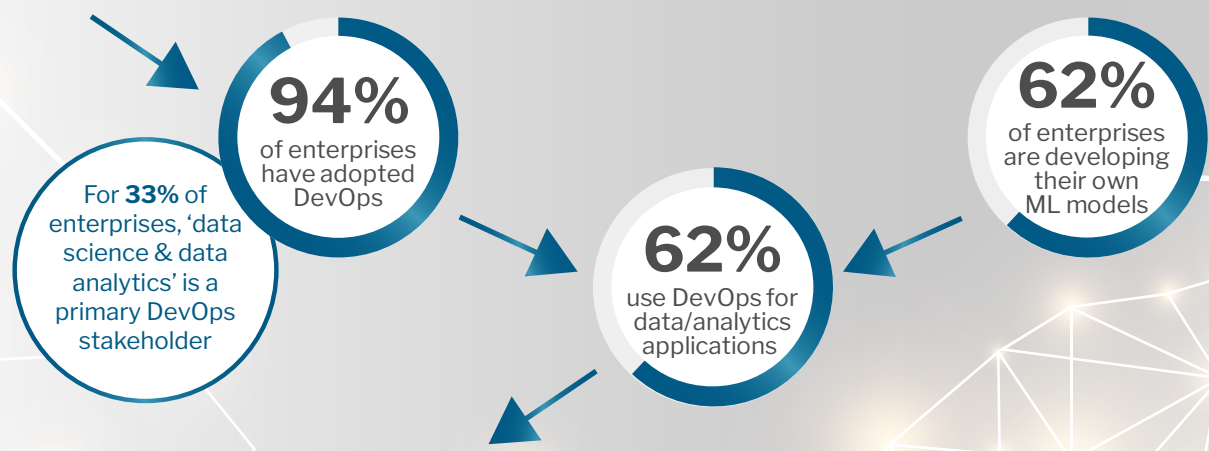 94%
of enterprises
have adopted
DevOps
For 33% of
enterprises, ‘data
science & data
analytics’ is a
primary DevOps
stakeholder
62%
use DevOps for
data/analytics
applications
62%
of enterprises
are developing
their own
ML models